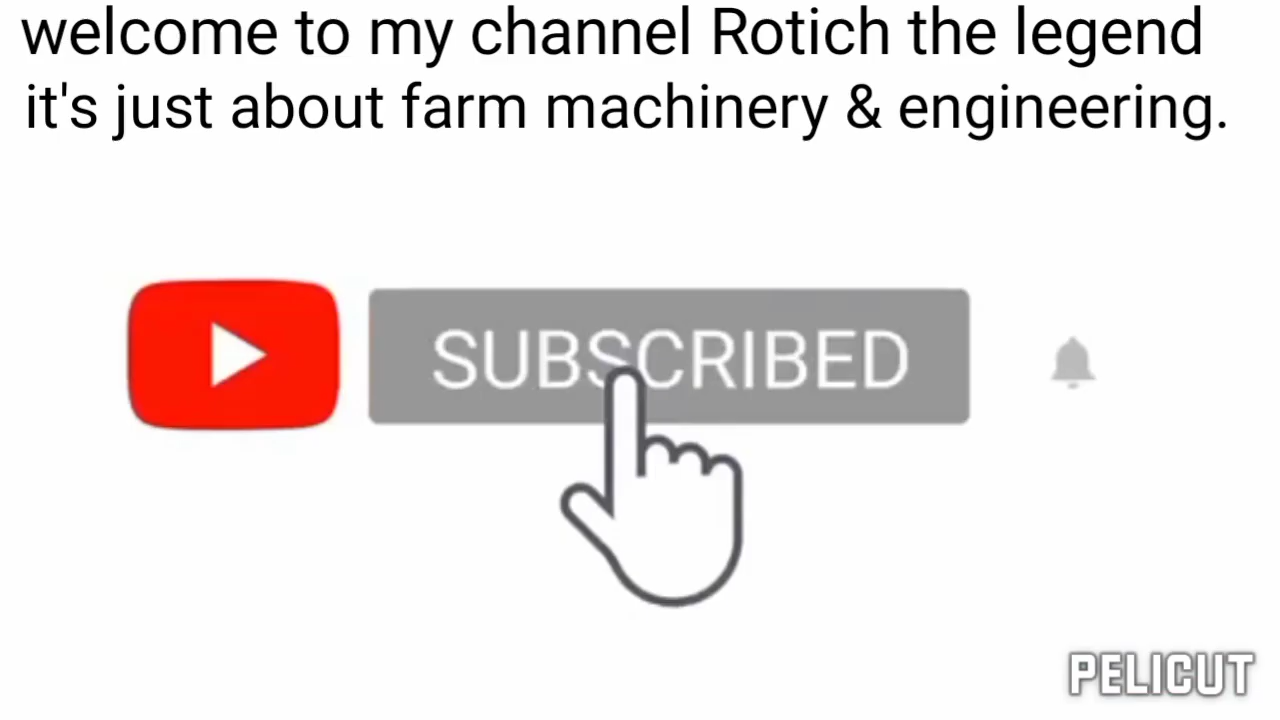 welcome to my channel Rotich the legend
it's just about farm machinery & engineering.
SUBSCRIBED
PELICUT